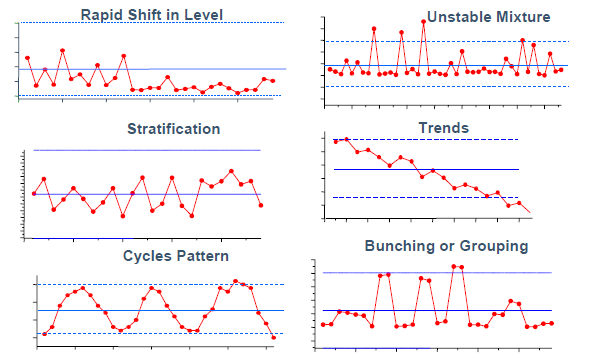 Rapid Shift in Level
Unstable Mixture
Stratification
Trends
Cycles Pattern
Bunching or Grouping